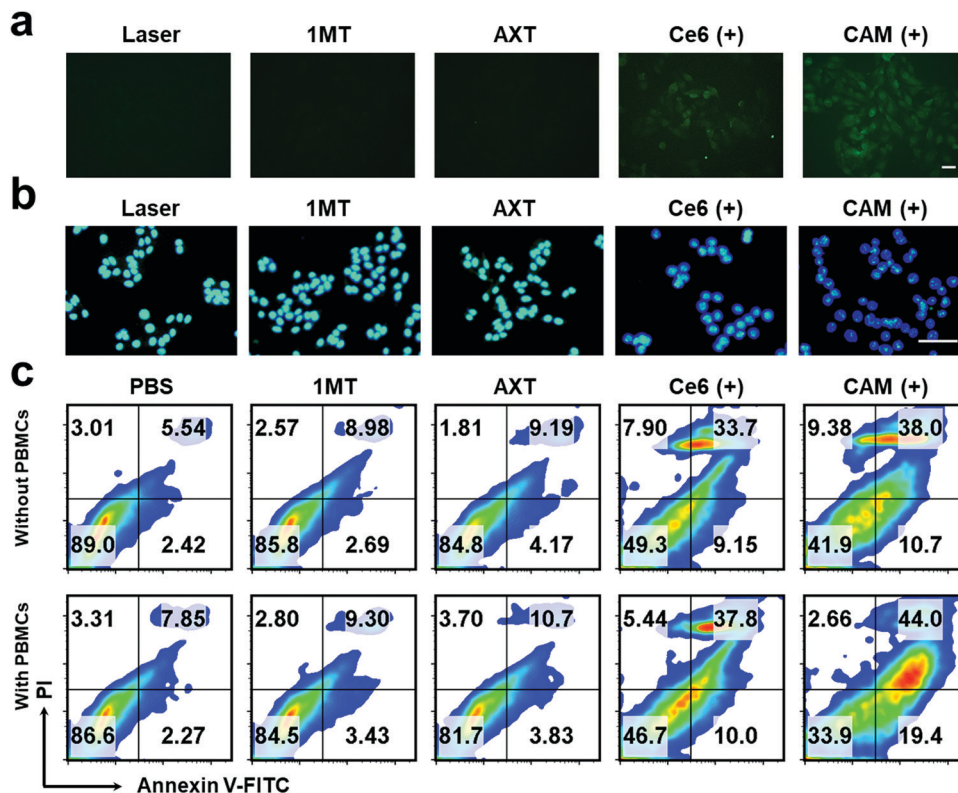 a
Laser 1MT AXT Ce6 (+) CAM (+)
b
Laser 1MT AXT Ce6 (+) CAM (+)
c
PBS 1MT AXT Ce6 (+) CAM (+)
Without PBMCs
3.01 5.54 2.57 8.98 1.81 9.19 7.90 33.7 9.38 38.0
89.0 2.42 85.8 2.69 84.8 4.17 49.3 9.15 41.9 10.7
With PBMCs
3.31 7.85 2.80 9.30 3.70 10.7 5.44 37.8 2.66 44.0
86.6 2.27 84.5 3.43 81.7 3.83 46.7 10.0 33.9 19.4
PI
Annexin V-FITC